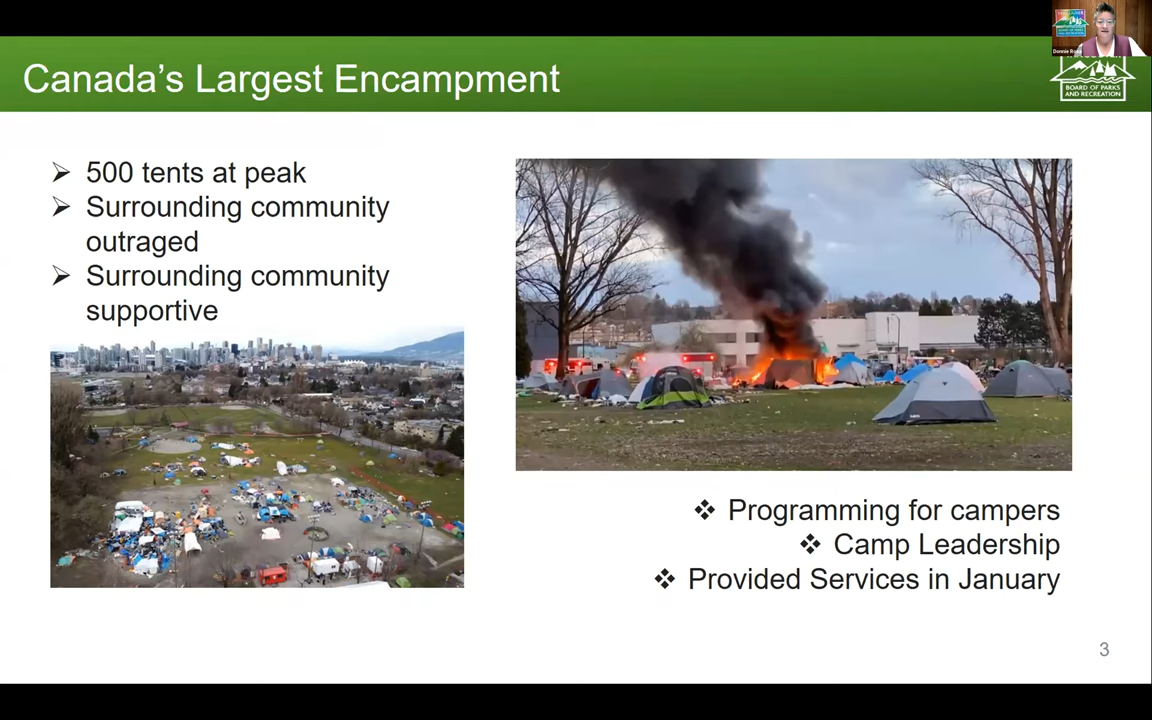 Canada's Largest Encampment
BOARD OF PARKS
AND RECREATION
➢ 500 tents at peak
➢ Surrounding community
outraged
➢ Surrounding community
supportive
❖ Programming for campers
❖ Camp Leadership
❖ Provided Services in January
3